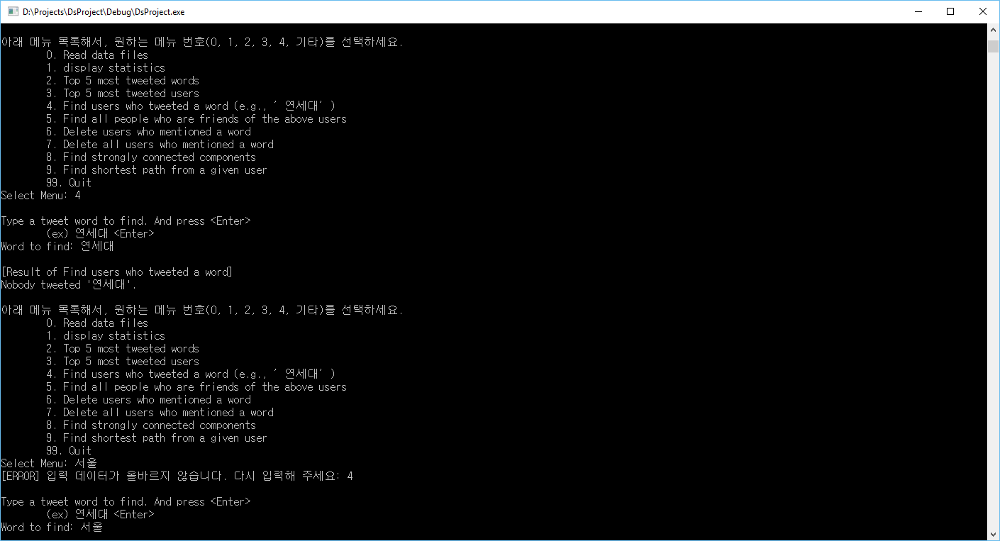 D:\Projects\DsProject\Debug\DsProject.exe
아래 메뉴 목록해서, 원하는 메뉴 번호(0, 1, 2, 3, 4, 기타)를 선택하세요.
0. Read data files
1. display statistics
2. Top 5 most tweeted words
3. Top 5 most tweeted users
4. Find users who tweeted a word (e.g., ’연세대’)
5. Find all people who are friends of the above users
6. Delete users who mentioned a word
7. Delete all users who mentioned a word
8. Find strongly connected components
9. Find shortest path from a given user
99. Quit
Select Menu: 4
Type a tweet word to find. And press <Enter>
(ex) 연세대 <Enter>
Word to find: 연세대
[Result of Find users who tweeted a word]
Nobody tweeted '연세대'.
아래 메뉴 목록해서, 원하는 메뉴 번호(0, 1, 2, 3, 4, 기타)를 선택하세요.
0. Read data files
1. display statistics
2. Top 5 most tweeted words
3. Top 5 most tweeted users
4. Find users who tweeted a word (e.g., ’연세대’)
5. Find all people who are friends of the above users
6. Delete users who mentioned a word
7. Delete all users who mentioned a word
8. Find strongly connected components
9. Find shortest path from a given user
99. Quit
Select Menu: 서울
[ERROR] 입력 데이터가 올바르지 않습니다. 다시 입력해 주세요: 4
Type a tweet word to find. And press <Enter>
(ex) 연세대 <Enter>
Word to find: 서울